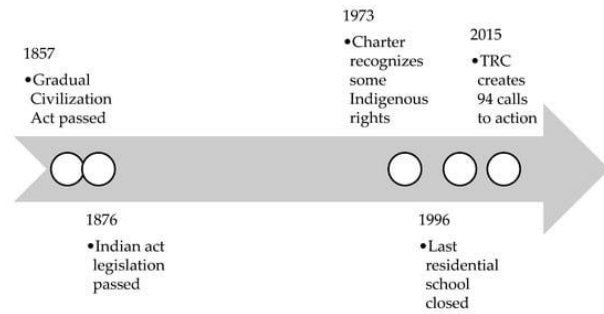 1857
•Gradual
Civilization
Act passed
1876
•Indian act
legislation
passed
1973
•Charter
recognizes
some
Indigenous
rights
1996
•Last
residential
school
closed
2015
•TRC
creates
94 calls
to action